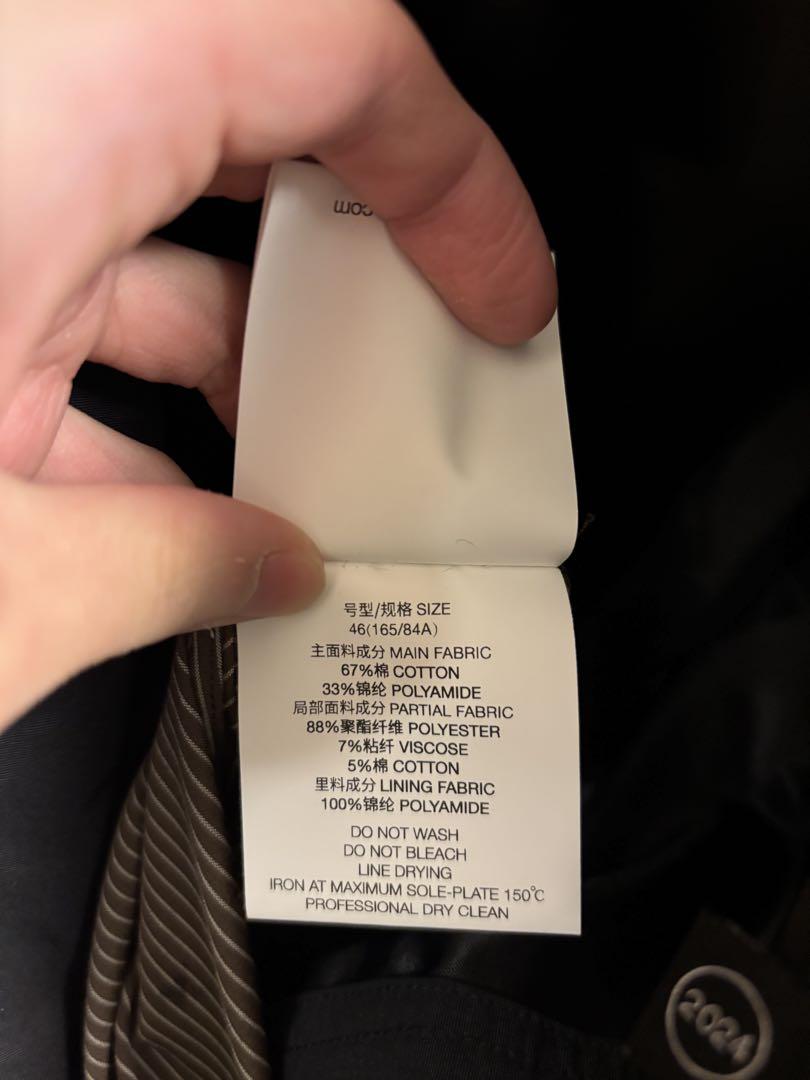 .com
号型/规格 SIZE
46(165/84A)
主面料成分 MAIN FABRIC
67%棉 COTTON
33%锦纶 POLYAMIDE
局部面料成分 PARTIAL FABRIC
88%聚酯纤维 POLYESTER
7%粘纤 VISCOSE
5%棉 COTTON
里料成分 LINING FABRIC
100%锦纶 POLYAMIDE
DO NOT WASH
DO NOT BLEACH
LINE DRYING
IRON AT MAXIMUM SOLE-PLATE 150℃
PROFESSIONAL DRY CLEAN
2024